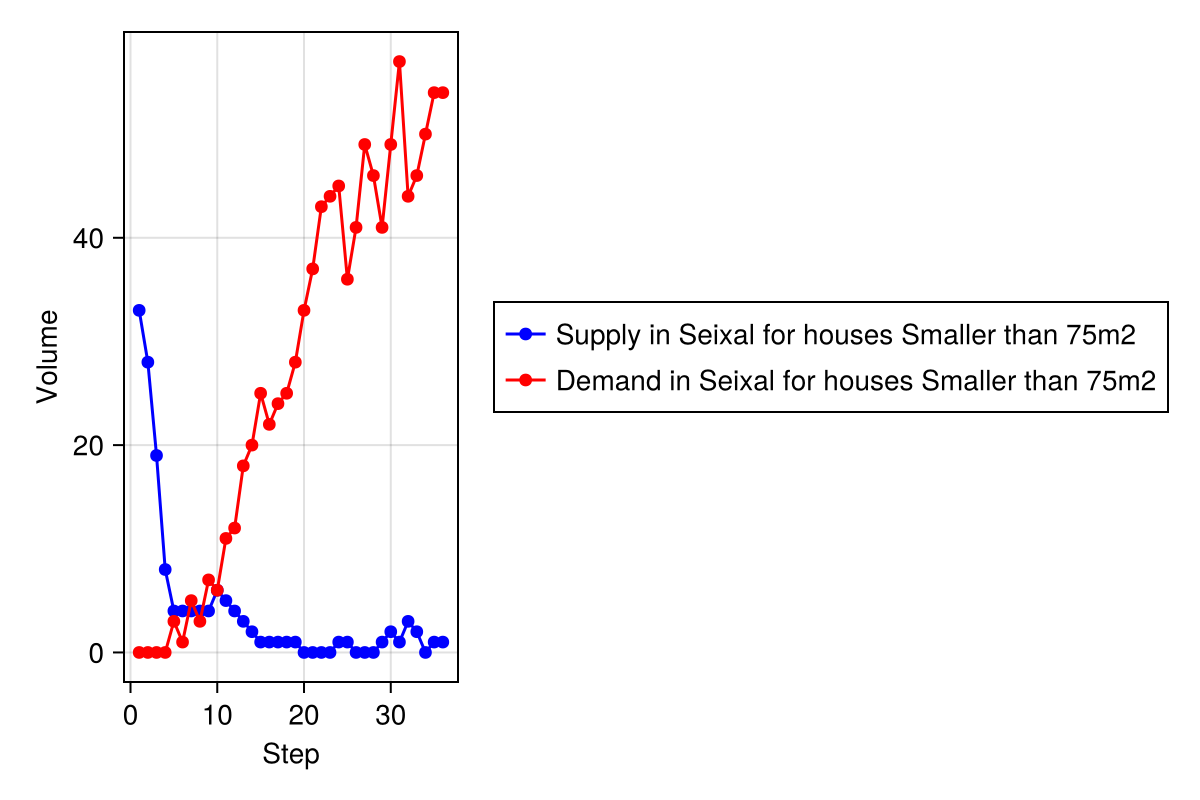 Volume
40
20
0
0 10 20 30
Step
Supply in Seixal for houses Smaller than 75m2
Demand in Seixal for houses Smaller than 75m2